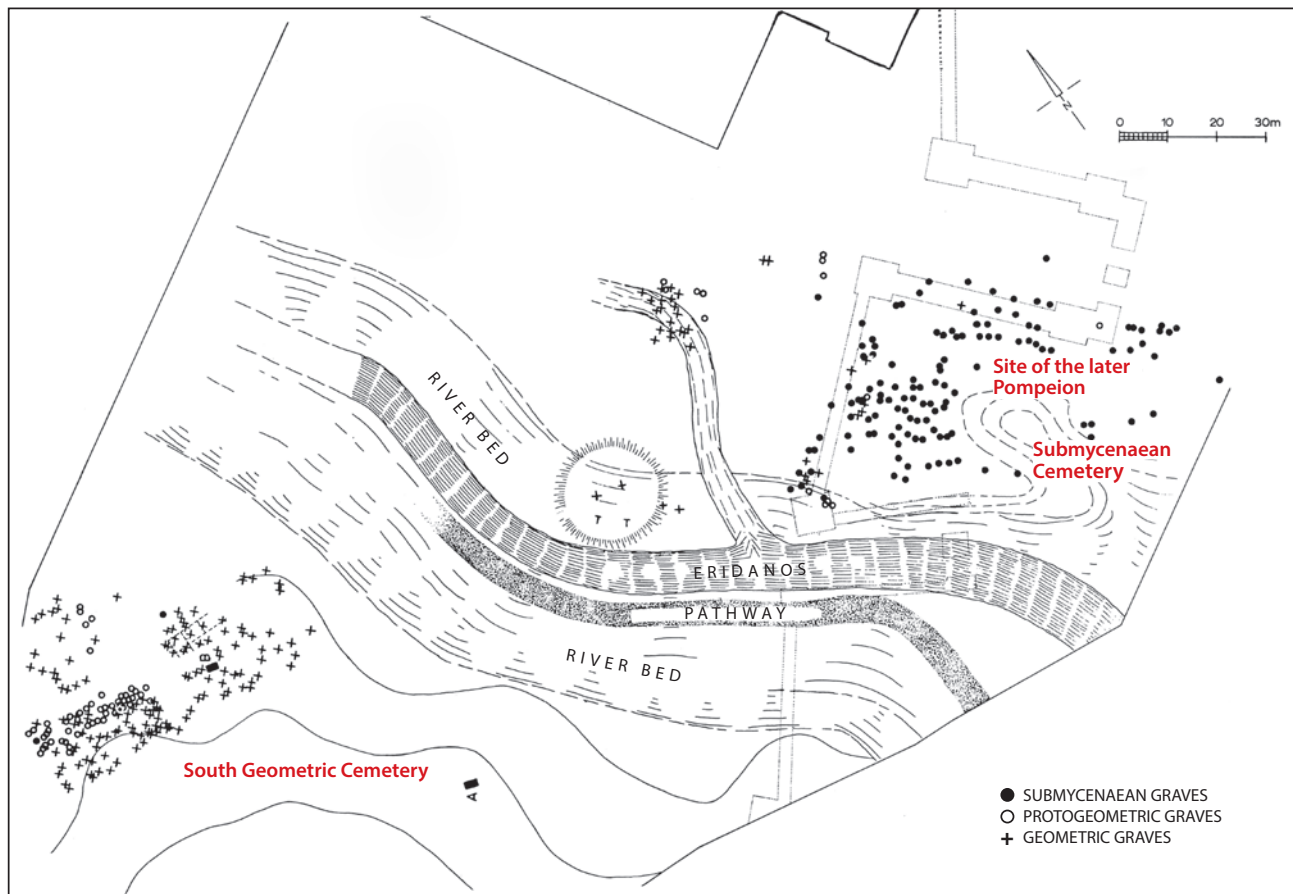 N
0 10 20 30m
RIVER BED
Site of the later
Pompeion
Submycenaean
Cemetery
T T
ERIDANOS
PATHWAY
RIVER BED
South Geometric Cemetery
A
SUBMYCENAEAN GRAVES
PROTOGEOMETRIC GRAVES
GEOMETRIC GRAVES